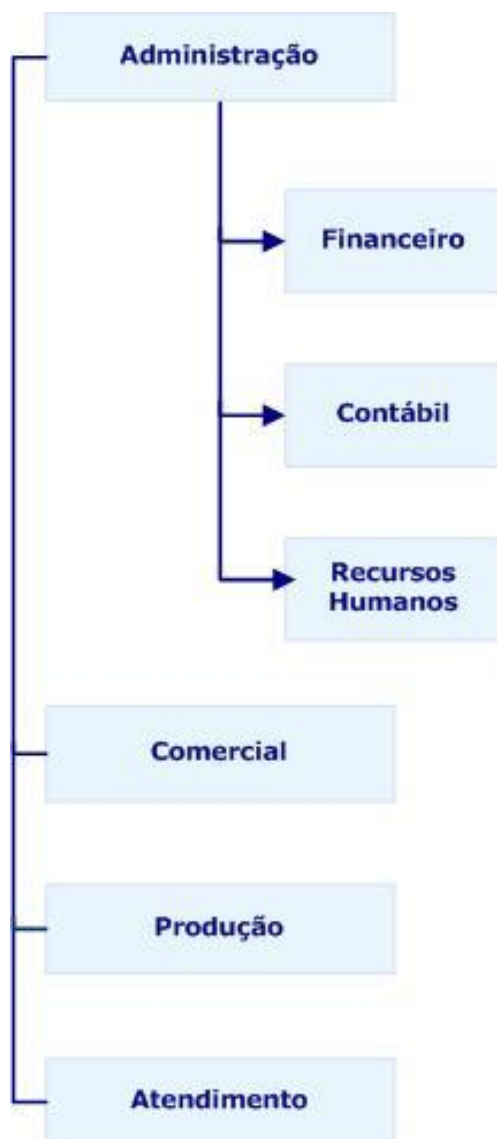 Administração
Financeiro
Contábil
Recursos
Humanos
Comercial
Produção
Atendimento